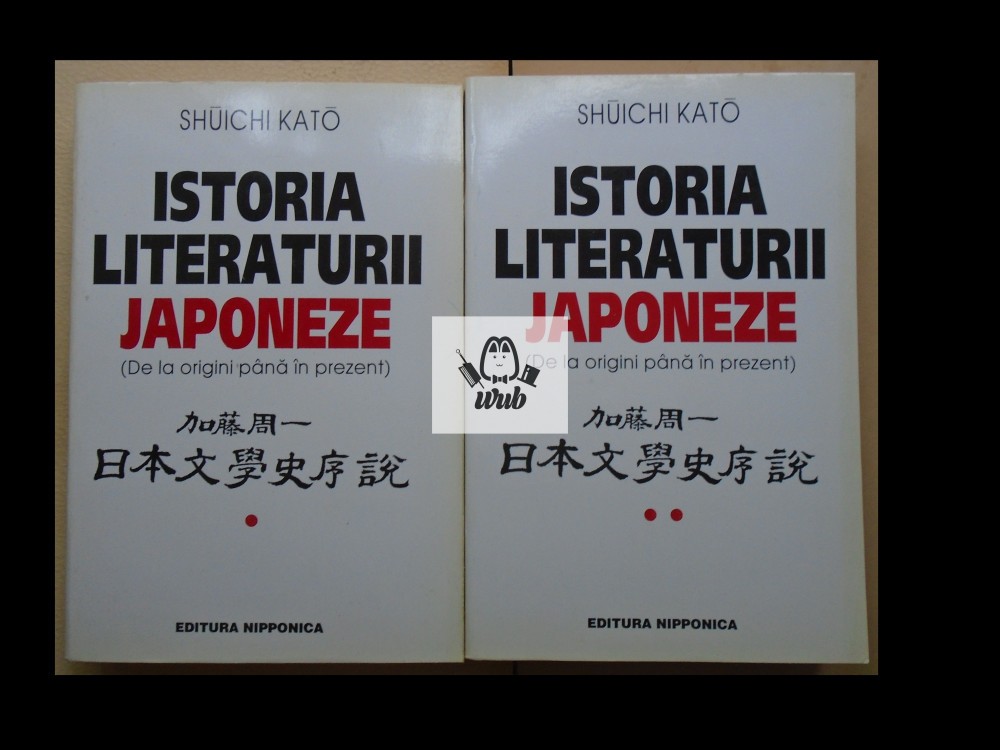 SHŪICHI KATŌ
ISTORIA
LITERATURII
JAPONEZE
(De la origini până în prezent)
加藤周一
日本文學史序説
EDITURA NIPPONICA
SHŪICHI KATŌ
ISTORIA
LITERATURII
JAPONEZE
(De la origini până în prezent)
加藤周一
日本文學史序説
EDITURA NIPPONICA
wub